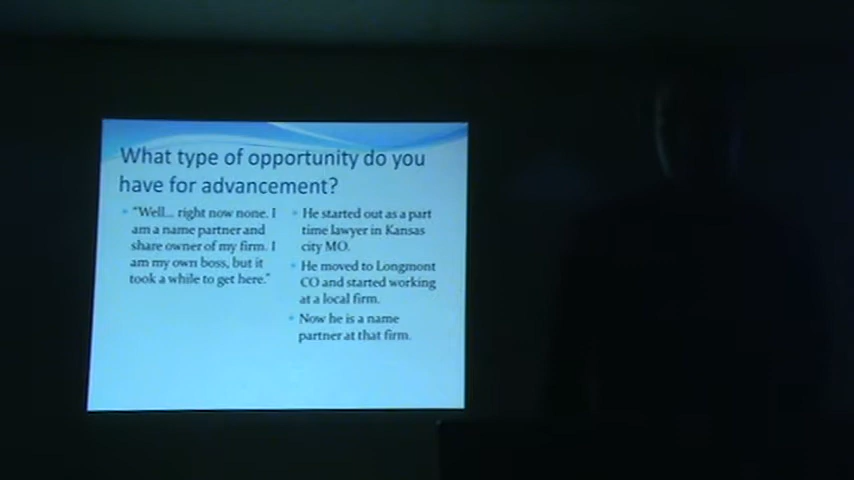 What type of opportunity do you
have for advancement?
"Well... right now none. I
am a name partner and
share owner of my firm. I
am my own boss, but it
took a while to get here."
He started out as a part
time lawyer in Kansas
city MO.
He moved to Longmont
CO and started working
at a local firm.
Now he is a name
partner at that firm.